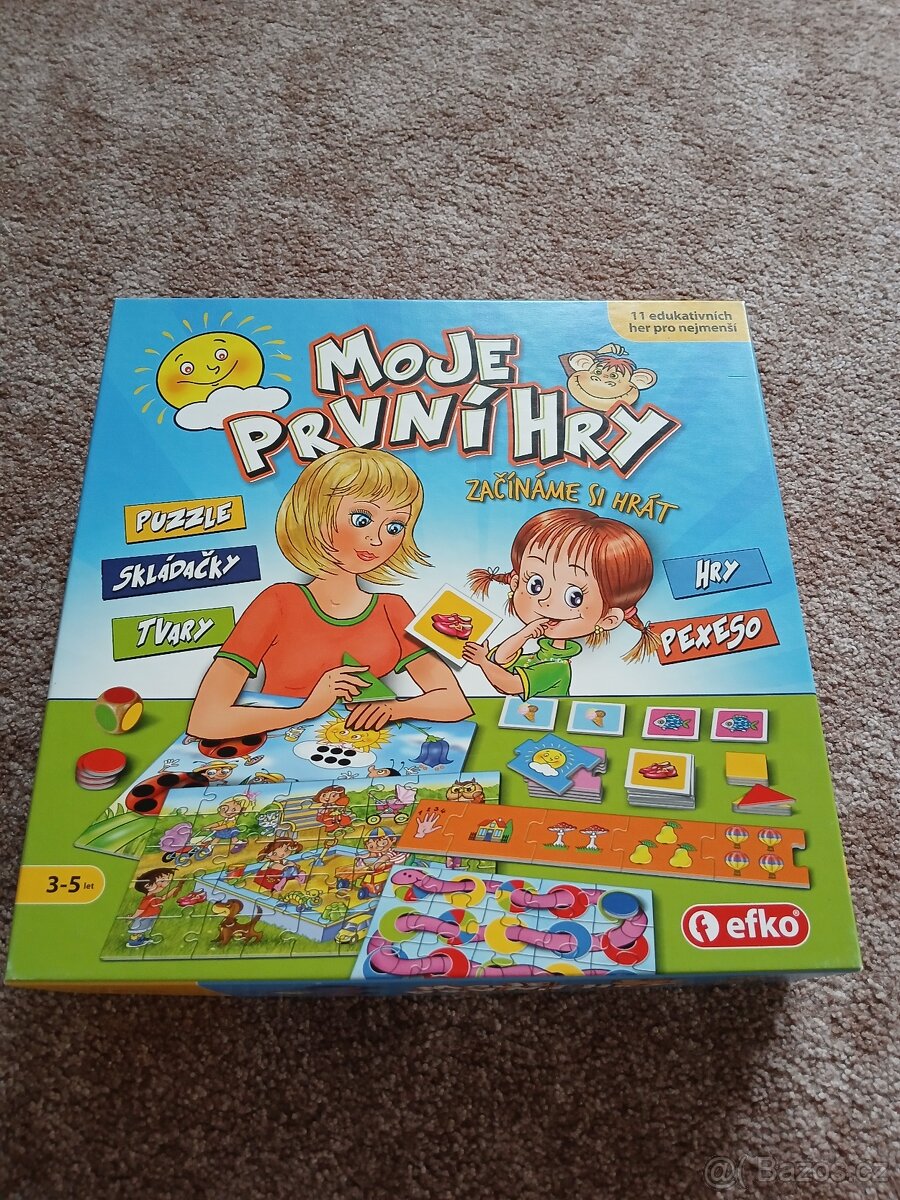 11 edukativních
her pro nejmenší
MOJE
PRVNÍ HRY
ZAČÍNÁME SI HRÁT
PUZZLE
SKLÁDAČKY
TVARY
HRY
PEXESO
3-5 let
efko®
Bazos.cz